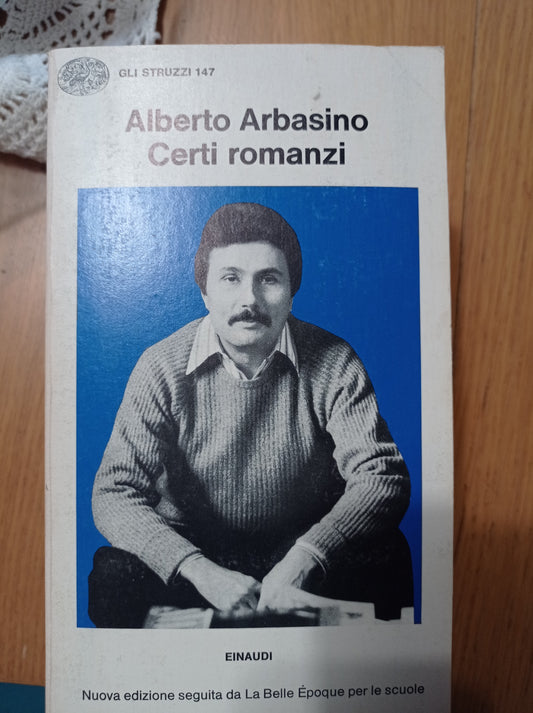 GLI STRUZZI 147
Alberto Arbasino
Certi romanzi
EINAUDI
Nuova edizione seguita da La Belle Époque per le scuole